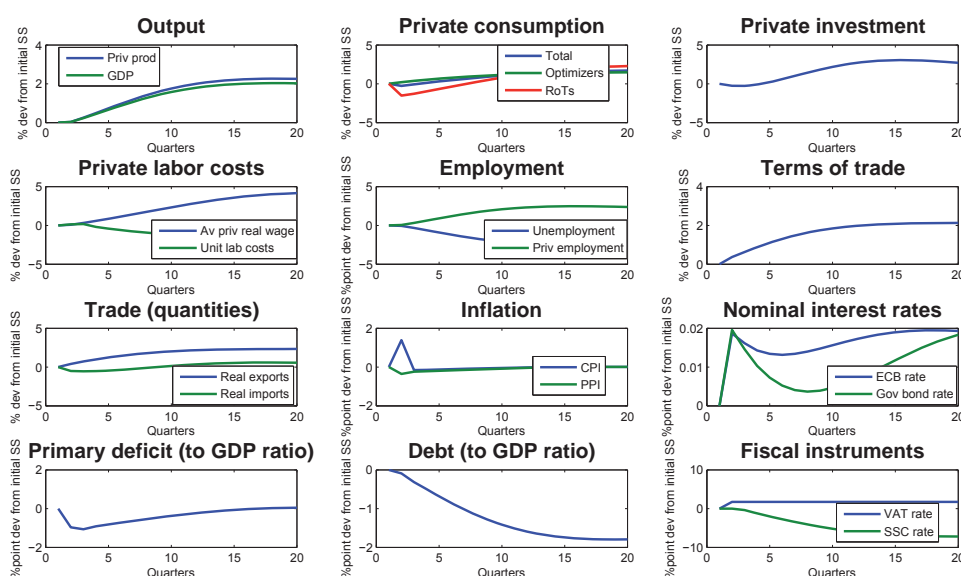 Output
% dev from initial SS
4
2
0
Priv prod
GDP
0 5 10 15 20
Quarters
Private consumption
% dev from initial SS
5
0
−5
Total
Optimizers
RoTs
0 5 10 15 20
Quarters
Private investment
% dev from initial SS
5
0
−5
0 5 10 15 20
Quarters
Private labor costs
% dev from initial SS
5
0
−5
Av priv real wage
Unit lab costs
0 5 10 15 20
Quarters
Employment
%point dev from initial SS
5
0
−5
Unemployment
Priv employment
0 5 10 15 20
Quarters
Terms of trade
% dev from initial SS
4
2
0
0 5 10 15 20
Quarters
Trade (quantities)
% dev from initial SS
5
0
−5
Real exports
Real imports
0 5 10 15 20
Quarters
Inflation
%point dev from initial SS
2
0
−2
CPI
PPI
0 5 10 15 20
Quarters
Nominal interest rates
%point dev from initial SS
0.02
0.01
0
ECB rate
Gov bond rate
0 5 10 15 20
Quarters
Primary deficit (to GDP ratio)
%point dev from initial SS
2
0
−2
0 5 10 15 20
Quarters
Debt (to GDP ratio)
%point dev from initial SS
0
−1
−2
0 5 10 15 20
Quarters
Fiscal instruments
%point dev from initial SS
10
0
−10
VAT rate
SSC rate
0 5 10 15 20
Quarters